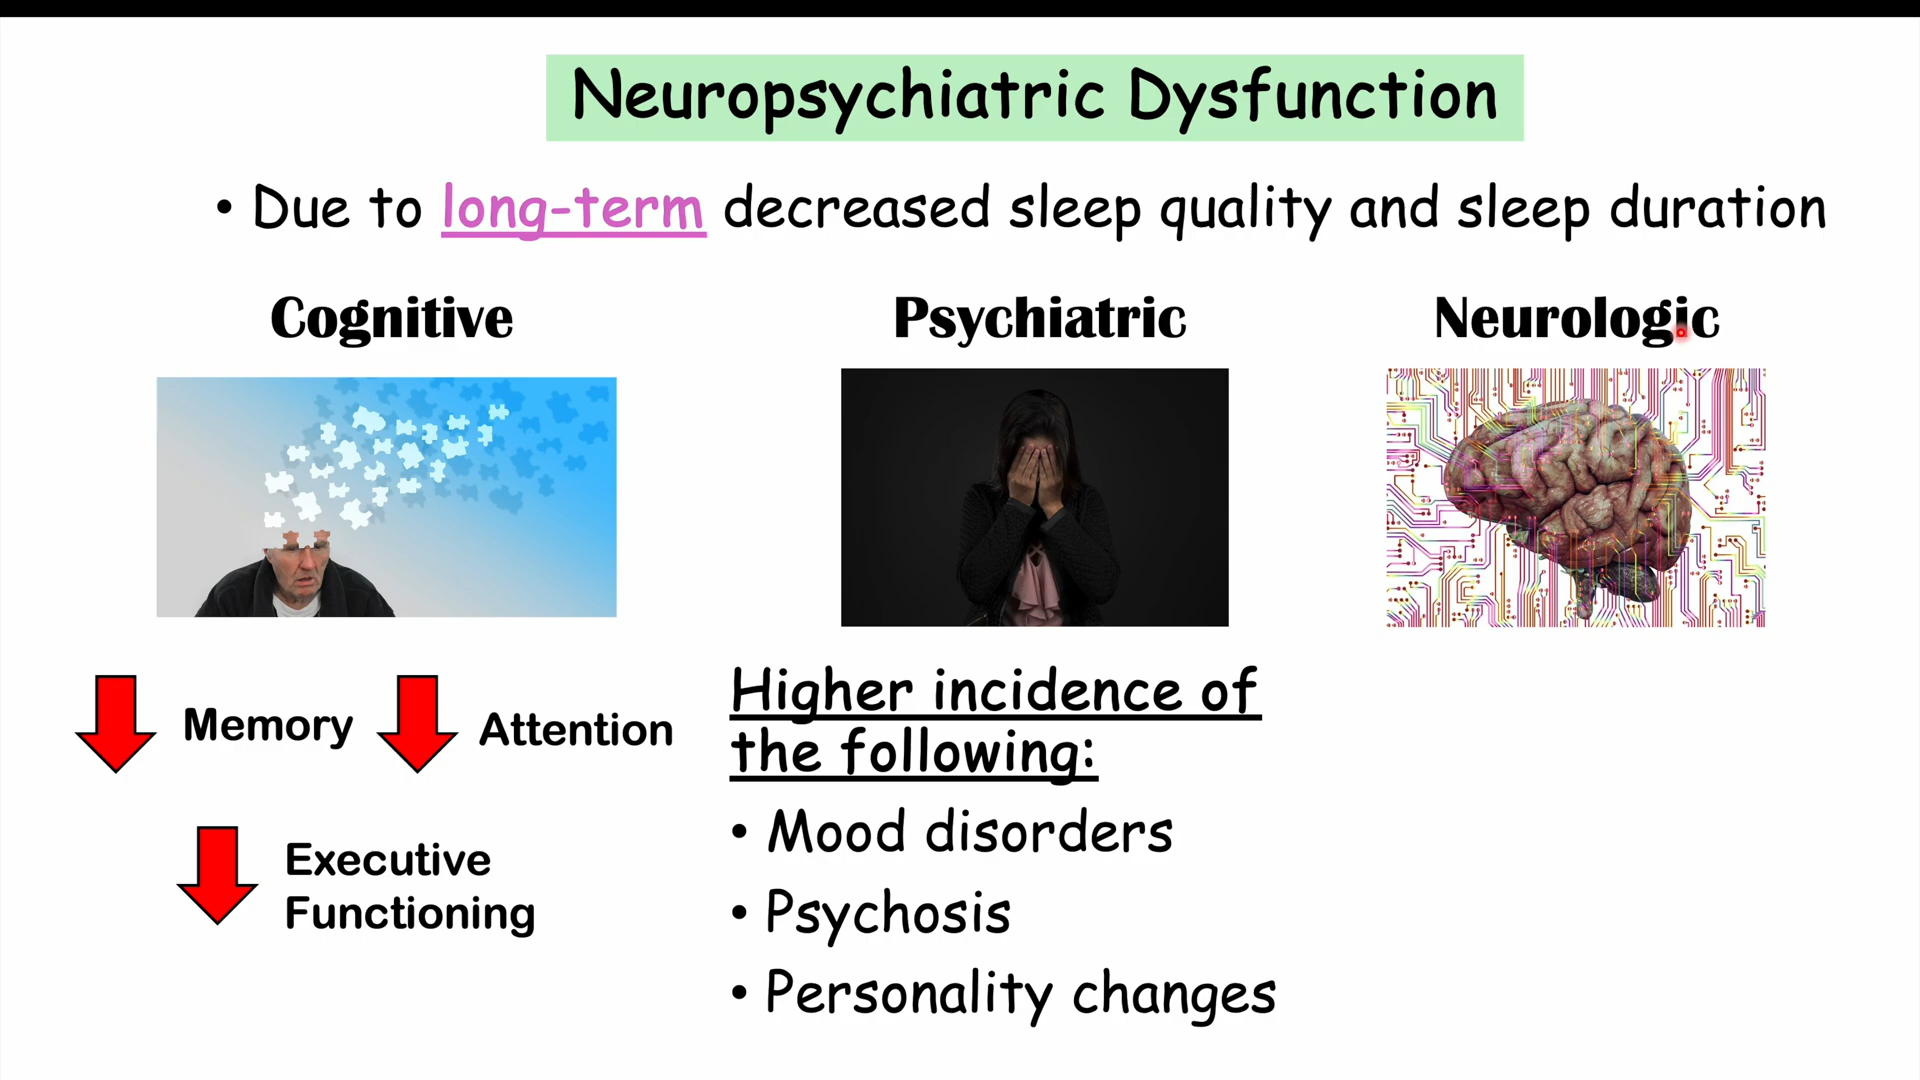 Neuropsychiatric Dysfunction
• Due to long-term decreased sleep quality and sleep duration
Cognitive
Psychiatric
Neurologic
Memory
Attention
Executive
Functioning
Higher incidence of
the following:
• Mood disorders
• Psychosis
• Personality changes